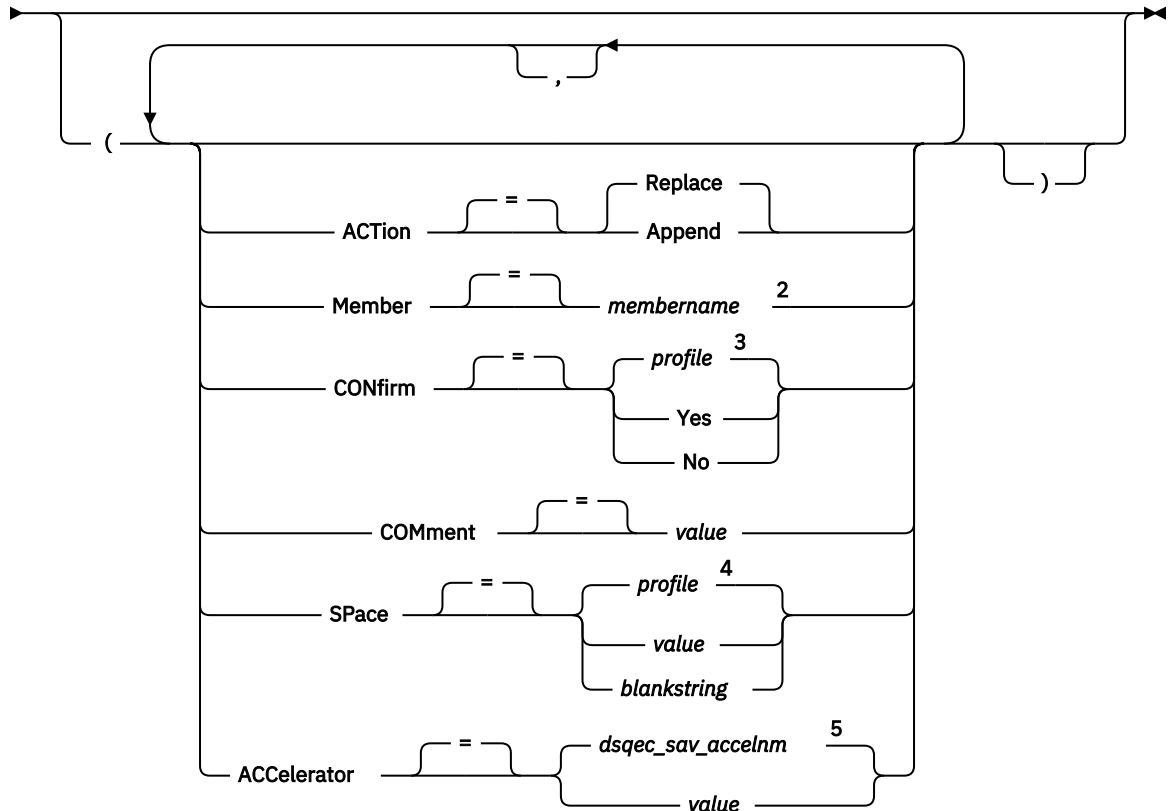 ,
(
)
=
Replace
ACTion
Append
=
2
Member
membername
3
=
profile
CONfirm
Yes
No
=
COMment
value
4
=
profile
SPace
value
blankstring
5
=
dsqec_sav_accelnm
ACCelerator
value